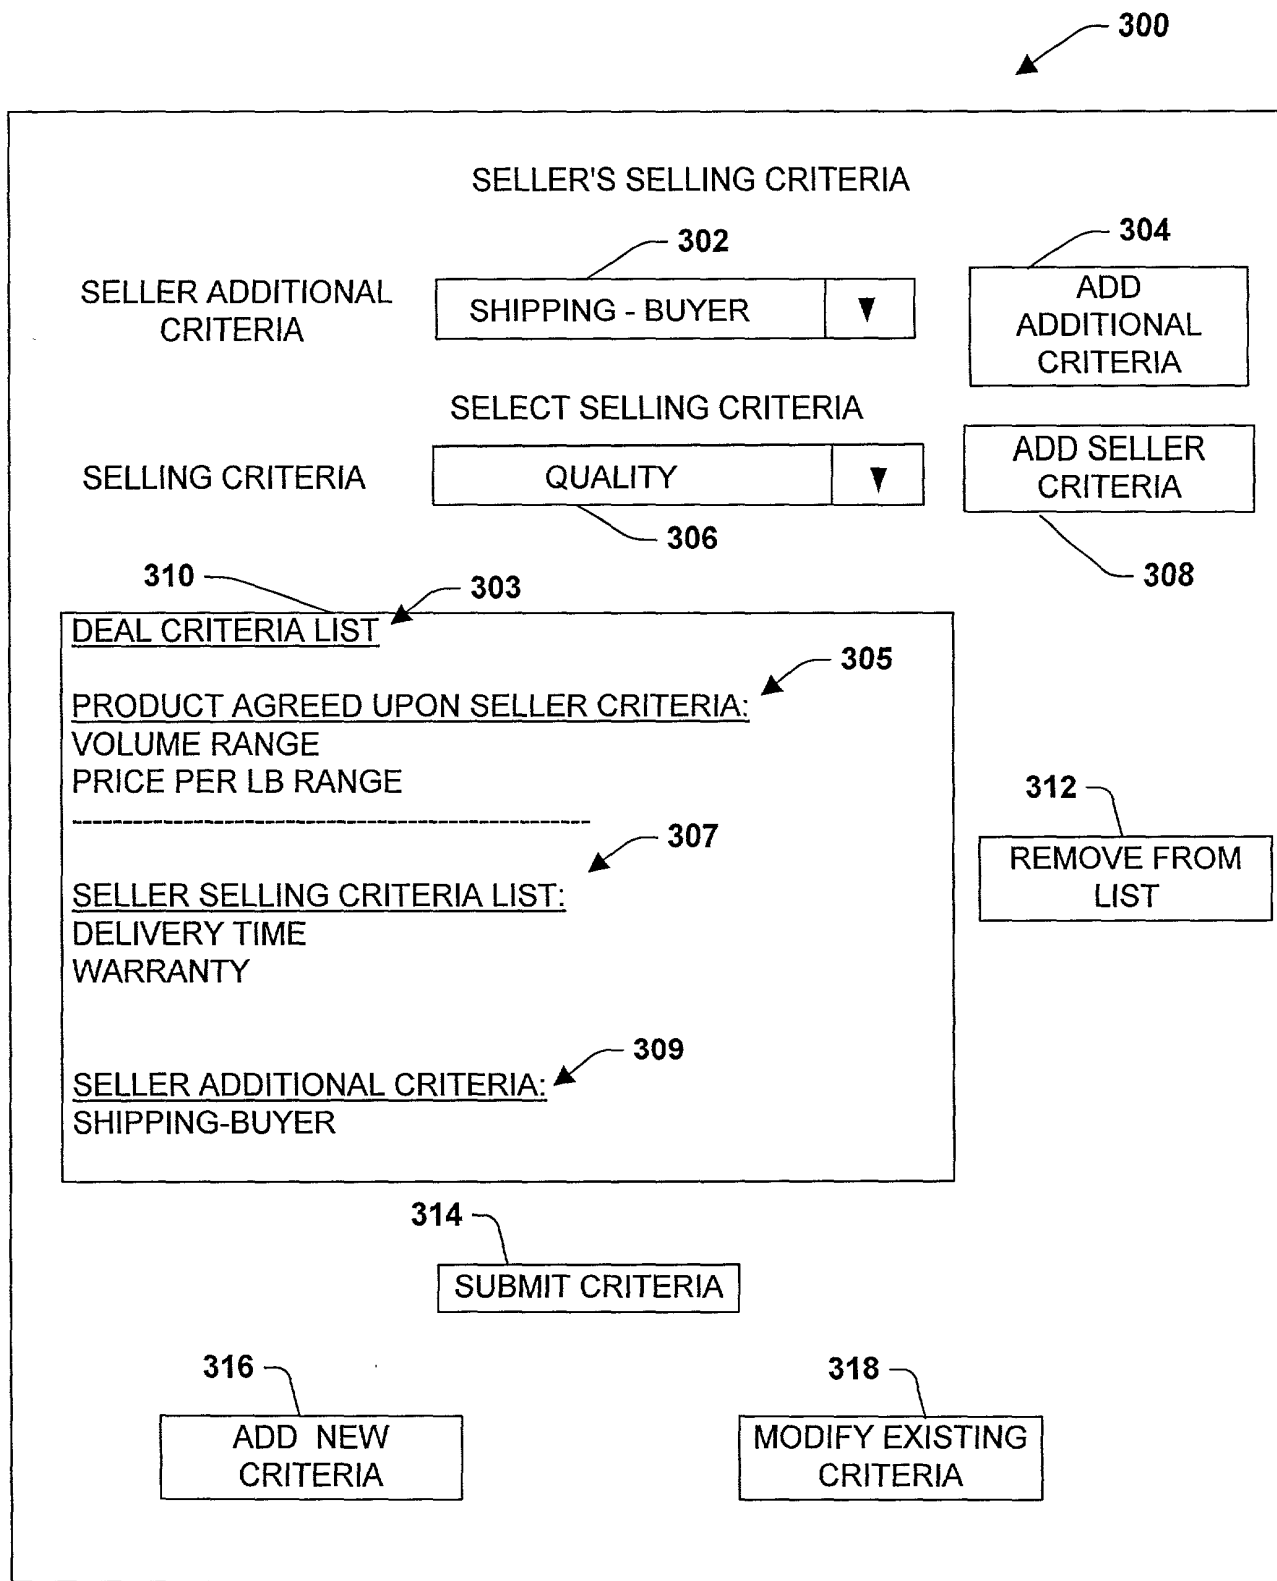 300
SELLER'S SELLING CRITERIA
302
304
SELLER ADDITIONAL
CRITERIA
SHIPPING - BUYER
ADD
ADDITIONAL
CRITERIA
SELECT SELLING CRITERIA
SELLING CRITERIA
QUALITY
ADD SELLER
CRITERIA
306
308
310
303
DEAL CRITERIA LIST
305
PRODUCT AGREED UPON SELLER CRITERIA:
VOLUME RANGE
PRICE PER LB RANGE
312
307
REMOVE FROM
LIST
SELLER SELLING CRITERIA LIST:
DELIVERY TIME
WARRANTY
309
SELLER ADDITIONAL CRITERIA:
SHIPPING-BUYER
314
SUBMIT CRITERIA
316
318
ADD NEW
CRITERIA
MODIFY EXISTING
CRITERIA